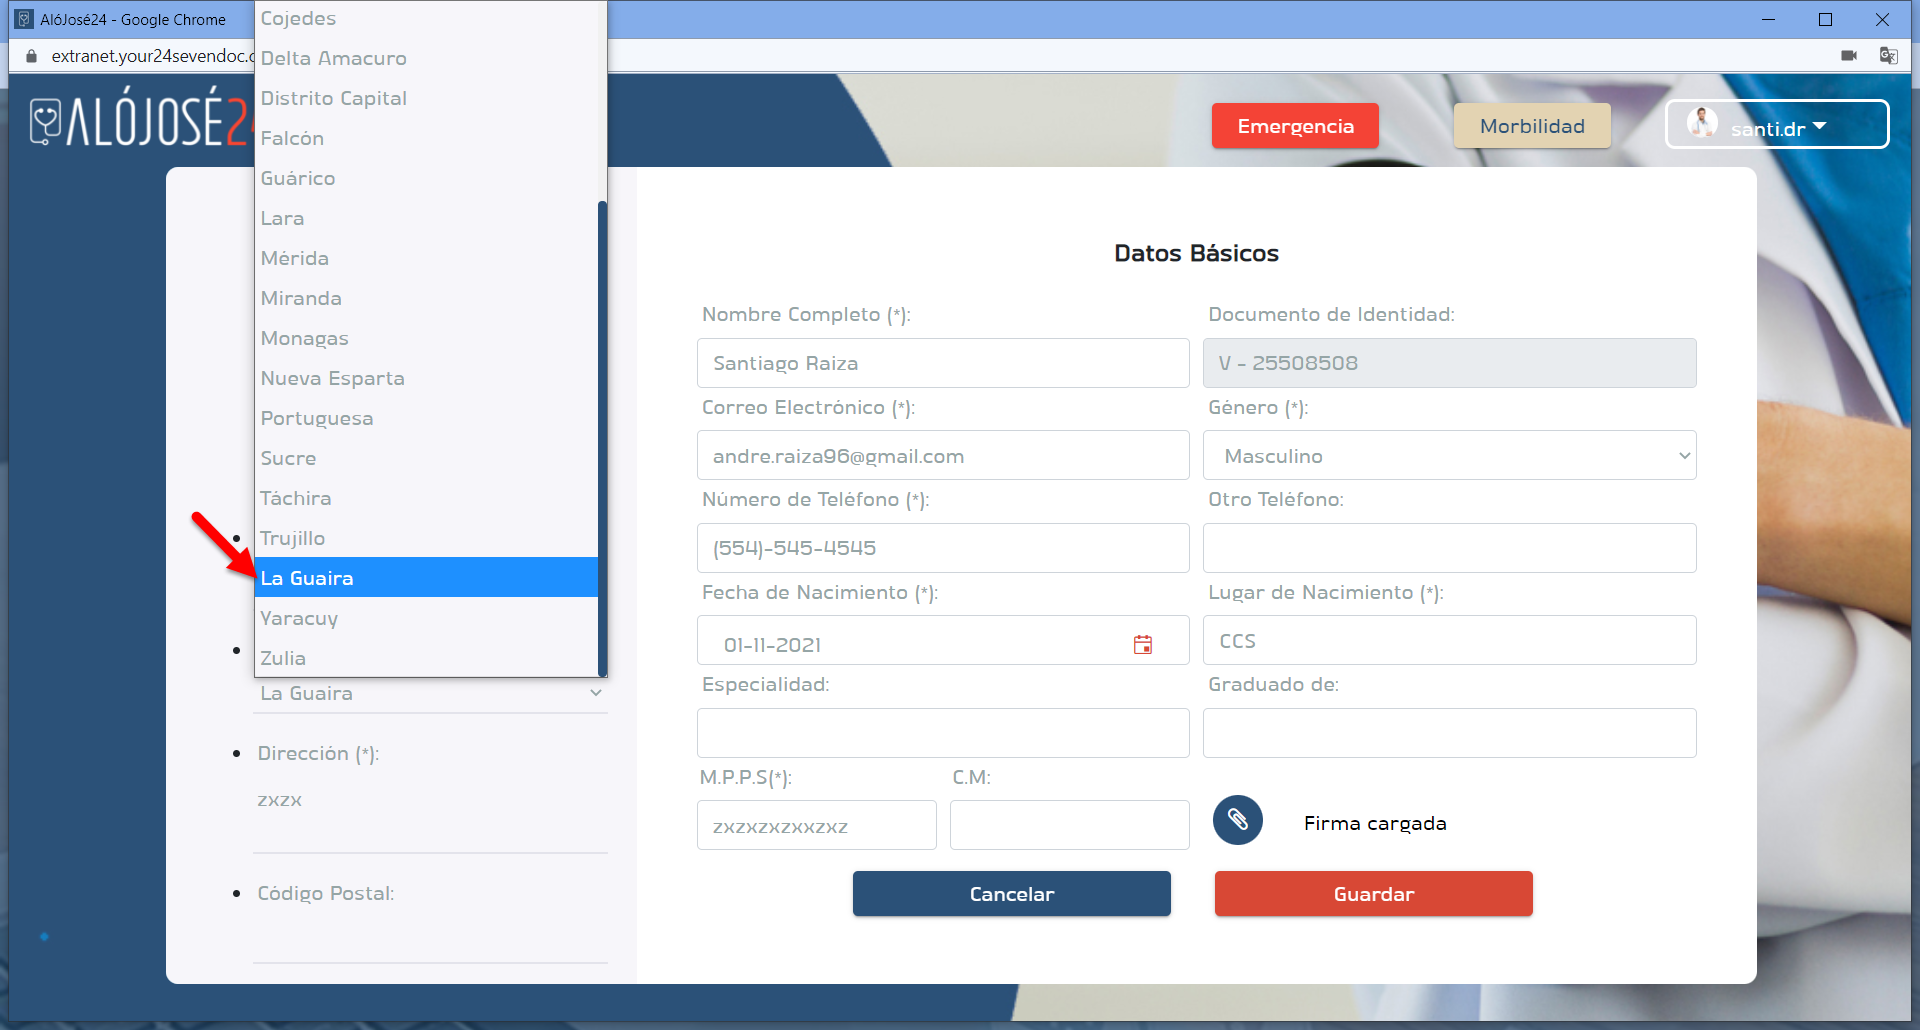 AlóJosé24 - Google Chrome
extranet.your24sevendoc.c
ALÓJOSÉ2
Emergencia
Morbilidad
santi.dr
Cojedes
Delta Amacuro
Distrito Capital
Falcón
Guárico
Lara
Mérida
Miranda
Monagas
Nueva Esparta
Portuguesa
Sucre
Táchira
Trujillo
La Guaira
Yaracuy
Zulia
La Guaira
Dirección (*):
zxzx
Código Postal:
Datos Básicos
Nombre Completo (*):
Documento de Identidad:
Santiago Raiza
V - 25508508
Correo Electrónico (*):
Género (*):
andre.raiza96@gmail.com
Masculino
Número de Teléfono (*):
Otro Teléfono:
(554)-545-4545
Fecha de Nacimiento (*):
Lugar de Nacimiento (*):
01-11-2021
CCS
Especialidad:
Graduado de:
M.P.P.S(*):
C.M:
zxzxzxzxxzxz
Firma cargada
Cancelar
Guardar